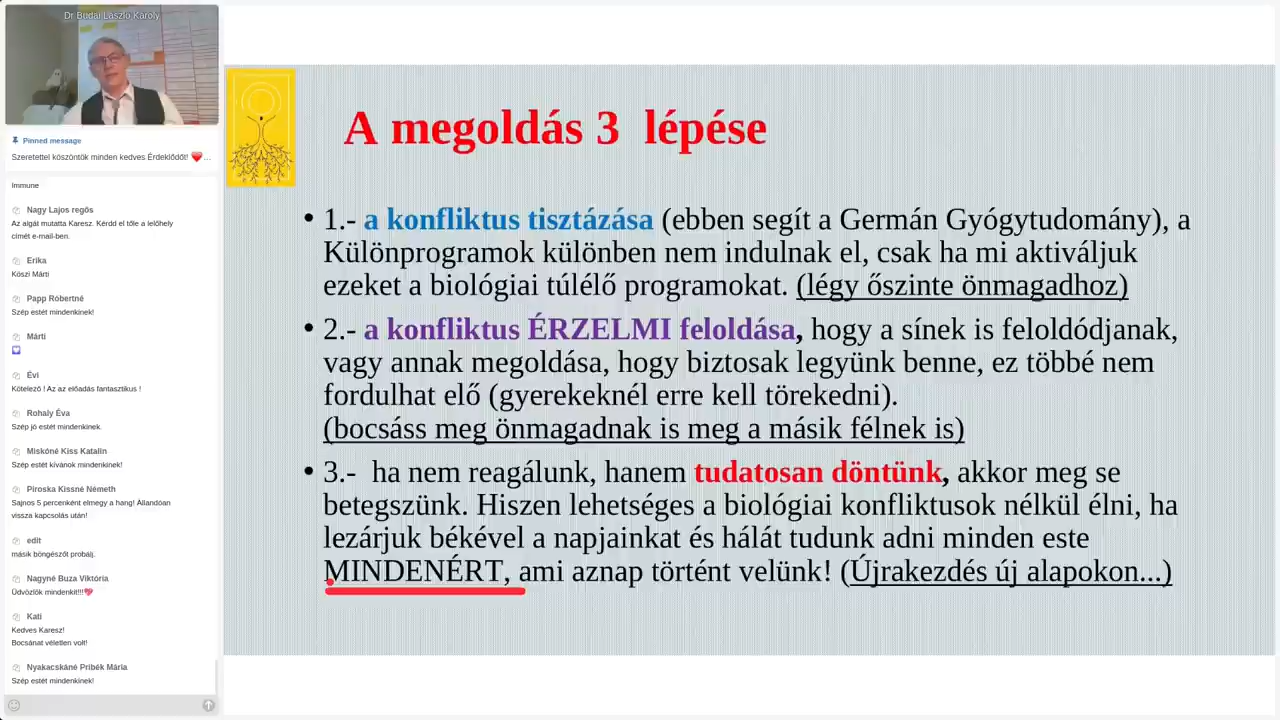 Dr Budai László Károly
Pinned message
Szeretettel köszöntök minden kedves Érdeklődőt! ❤️...
Immune
Nagy Lajos regös
Az algát mutatta Karesz. Kérdd el tőle a lelőhely
címét e-mail-ben.
Erika
Köszi Márti
Papp Róbertné
Szép estét mindenkinek!
Márti
Évi
Kötelező ! Az az előadás fantasztikus !
Rohaly Éva
Szép jó estét mindenkinek.
Miskóné Kiss Katalin
Szép estét kívánok mindenkinek!
Piroska Kissné Németh
Sajnos 5 percenként elmegy a hang! Állandóan
vissza kapcsolás után!
edit
másik böngészőt probálj.
Nagyné Buza Viktória
Üdvözlök mindenkit!!!💖
Kati
Kedves Karesz!
Bocsánat véletlen volt!
Nyakacskáné Pribék Mária
Szép estét mindenkinek!
A megoldás 3 lépése
• 1.- a konfliktus tisztázása (ebben segít a Germán Gyógytudomány), a
Különprogramok különben nem indulnak el, csak ha mi aktiváljuk
ezeket a biológiai túlélő programokat. (légy őszinte önmagadhoz)
• 2.- a konfliktus ÉRZELMI feloldása, hogy a sínek is feloldódjanak,
vagy annak megoldása, hogy biztosak legyünk benne, ez többé nem
fordulhat elő (gyerekeknél erre kell törekedni).
(bocsáss meg önmagadnak is meg a másik félnek is)
• 3.- ha nem reagálunk, hanem tudatosan döntünk, akkor meg se
betegszünk. Hiszen lehetséges a biológiai konfliktusok nélkül élni, ha
lezárjuk békével a napjainkat és hálát tudunk adni minden este
MINDENÉRT, ami aznap történt velünk! (Újrakezdés új alapokon...)